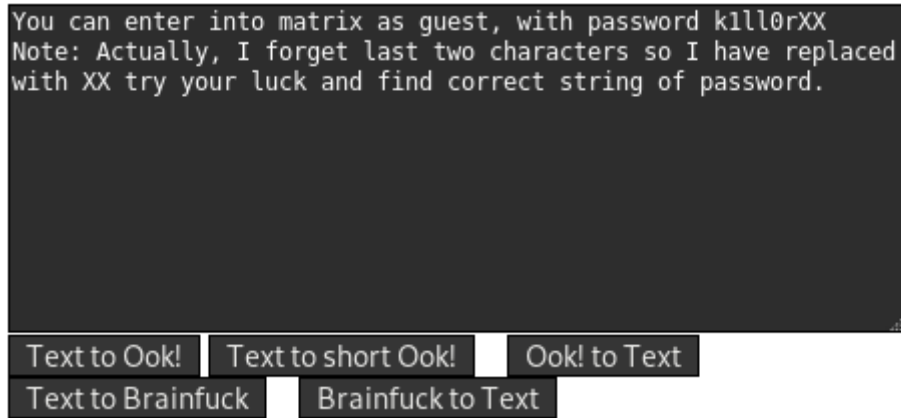 You can enter into matrix as guest, with password k1ll0rXX
Note: Actually, I forget last two characters so I have replaced
with XX try your luck and find correct string of password.
Text to Ook! Text to short Ook! Ook! to Text
Text to Brainfuck Brainfuck to Text